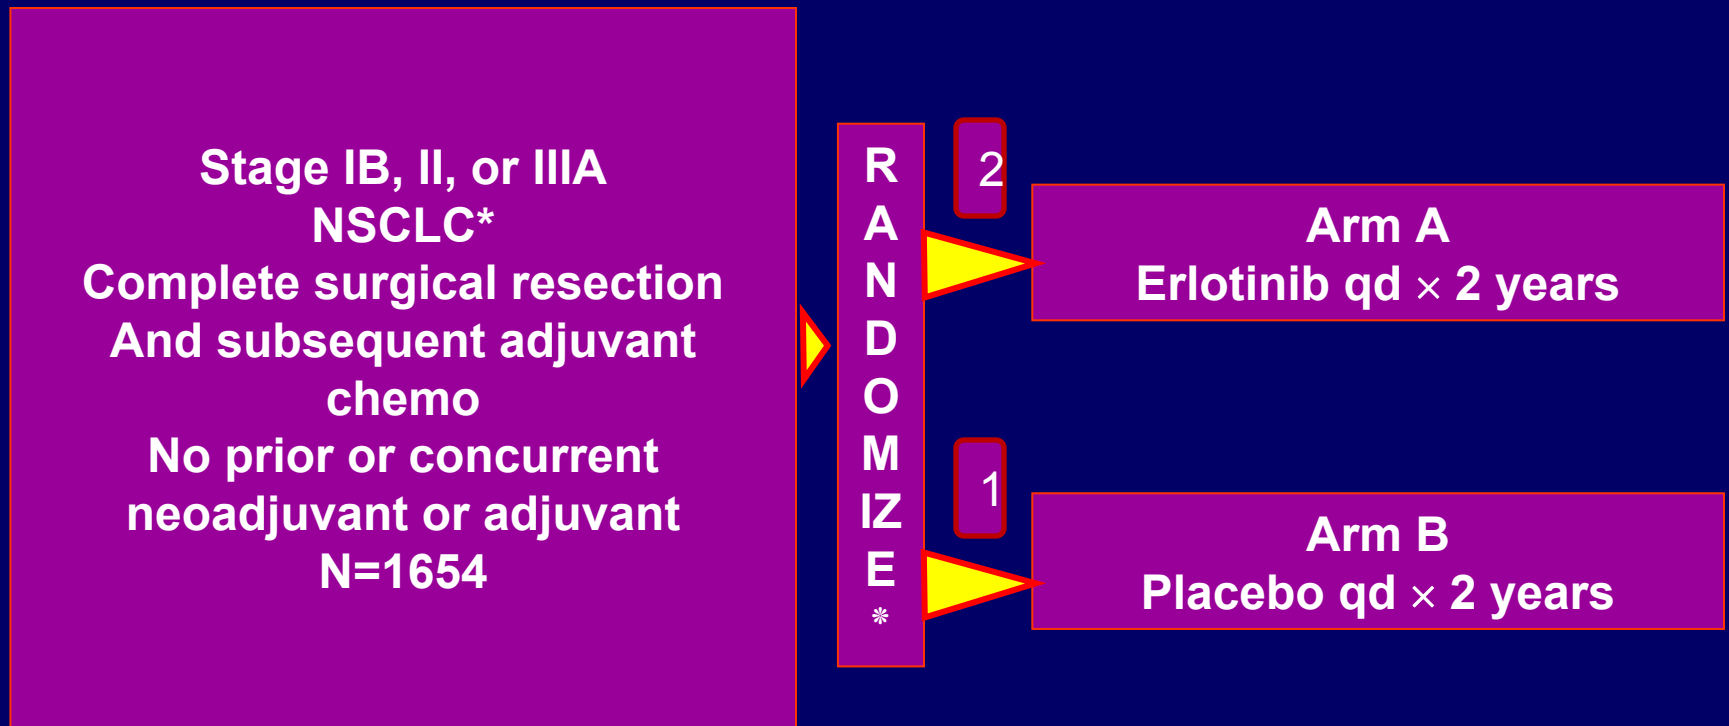 Stage IB, II, or IIIA
NSCLC*
Complete surgical resection
And subsequent adjuvant
chemo
No prior or concurrent
neoadjuvant or adjuvant
N=1654
R
A
N
D
O
M
IZ
E
*
2
Arm A
Erlotinib qd × 2 years
1
Arm B
Placebo qd × 2 years